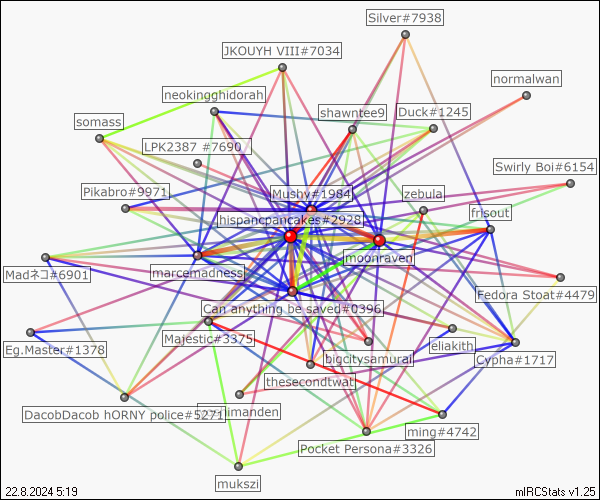 Silver#7938
JKOUYH VIII#7034
normalwan
neokingghidorah
shawntee9
Duck#1245
somass
LPK2387 #7690
Swirly Boi#6154
Pikabro#9971
Mushy#1984
zebula
hispancpancakes#2928
frisout
moonraven
Madネコ#6901
marcemadness
Fedora Stoat#4479
Can anything be saved#0396
Majestic#3375
eliakith
Eg.Master#1378
bigcitysamurai
Cypha#1717
thesecondtwat
DacobDacob hORNY police#5271
imanden
ming#4742
Pocket Persona#3326
mukszi
22.8.2024 5:19
mIRCStats v1.25